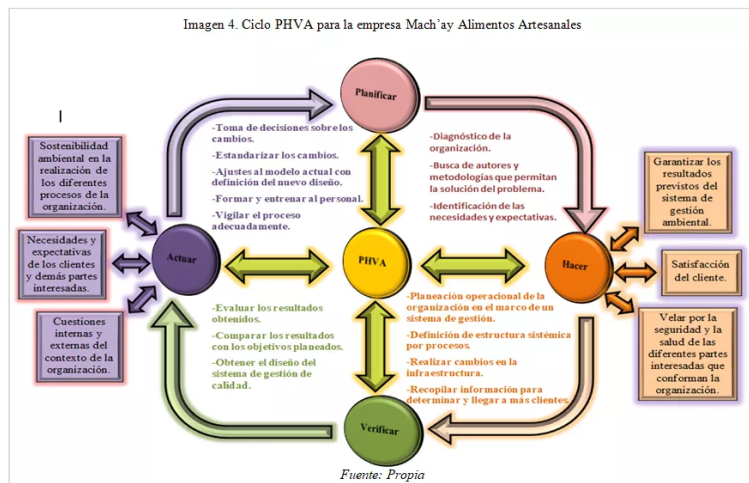 Imagen 4. Ciclo PHVA para la empresa Mach'ay Alimentos Artesanales
Planificar
-Toma de decisiones sobre los
cambios.
-Estandarizar los cambios.
-Ajustes al modelo actual con
definición del nuevo diseño.
-Formar y entrenar al personal.
-Vigilar el proceso
adecuadamente.
-Diagnóstico de la
organización.
-Busca de autores y
metodologías que permitan
la solución del problema.
-Identificación de las
necesidades y expectativas.
Sostenibilidad
ambiental en la
realización de
los diferentes
procesos de la
organización.
Necesidades y
expectativas
de los clientes y
demás partes
interesadas.
Cuestiones
internas y
externas del
contexto de la
organización.
Actuar
PHVA
Hacer
Garantizar los
resultados
previstos del
sistema de
gestión
ambiental.
Satisfacción
del cliente.
Velar por la
seguridad y la
salud de las
diferentes partes
interesadas que
conforman la
organización.
-Evaluar los resultados
obtenidos.
-Comparar los resultados
con los objetivos planeados.
-Obtener el diseño del
sistema de gestión de
calidad.
-Planeación operacional de la
organización en el marco de un
sistema de gestión.
-Definición de estructura sistémica
por procesos.
-Realizar cambios en la
infraestructura.
-Recopilar información para
determinar y llegar a más clientes.
Verificar
Fuente: Propia